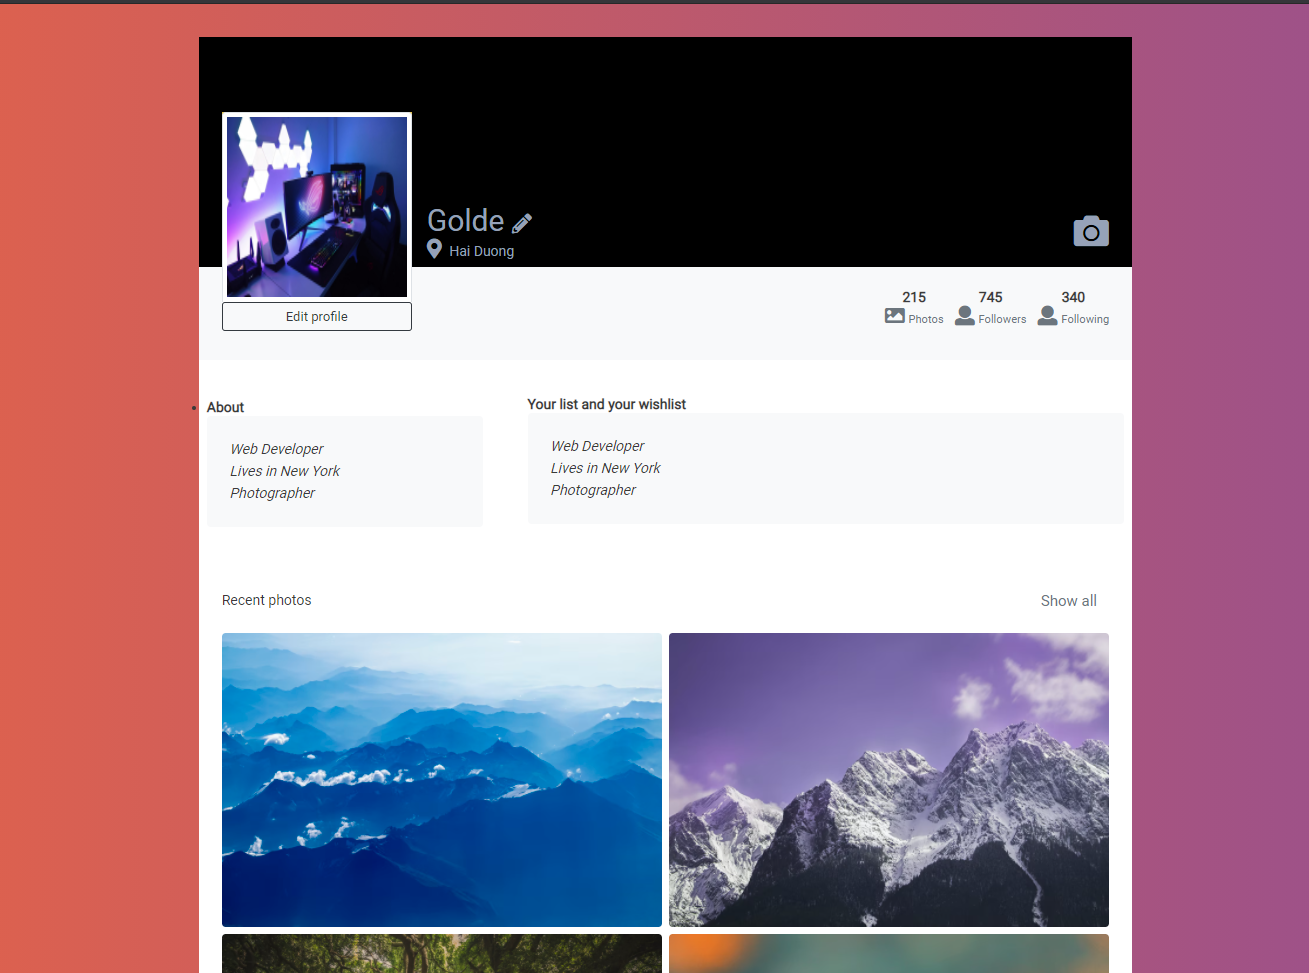 Golde
Hai Duong
Edit profile
215
Photos
745
Followers
340
Following
About
Web Developer
Lives in New York
Photographer
Your list and your wishlist
Web Developer
Lives in New York
Photographer
Recent photos
Show all